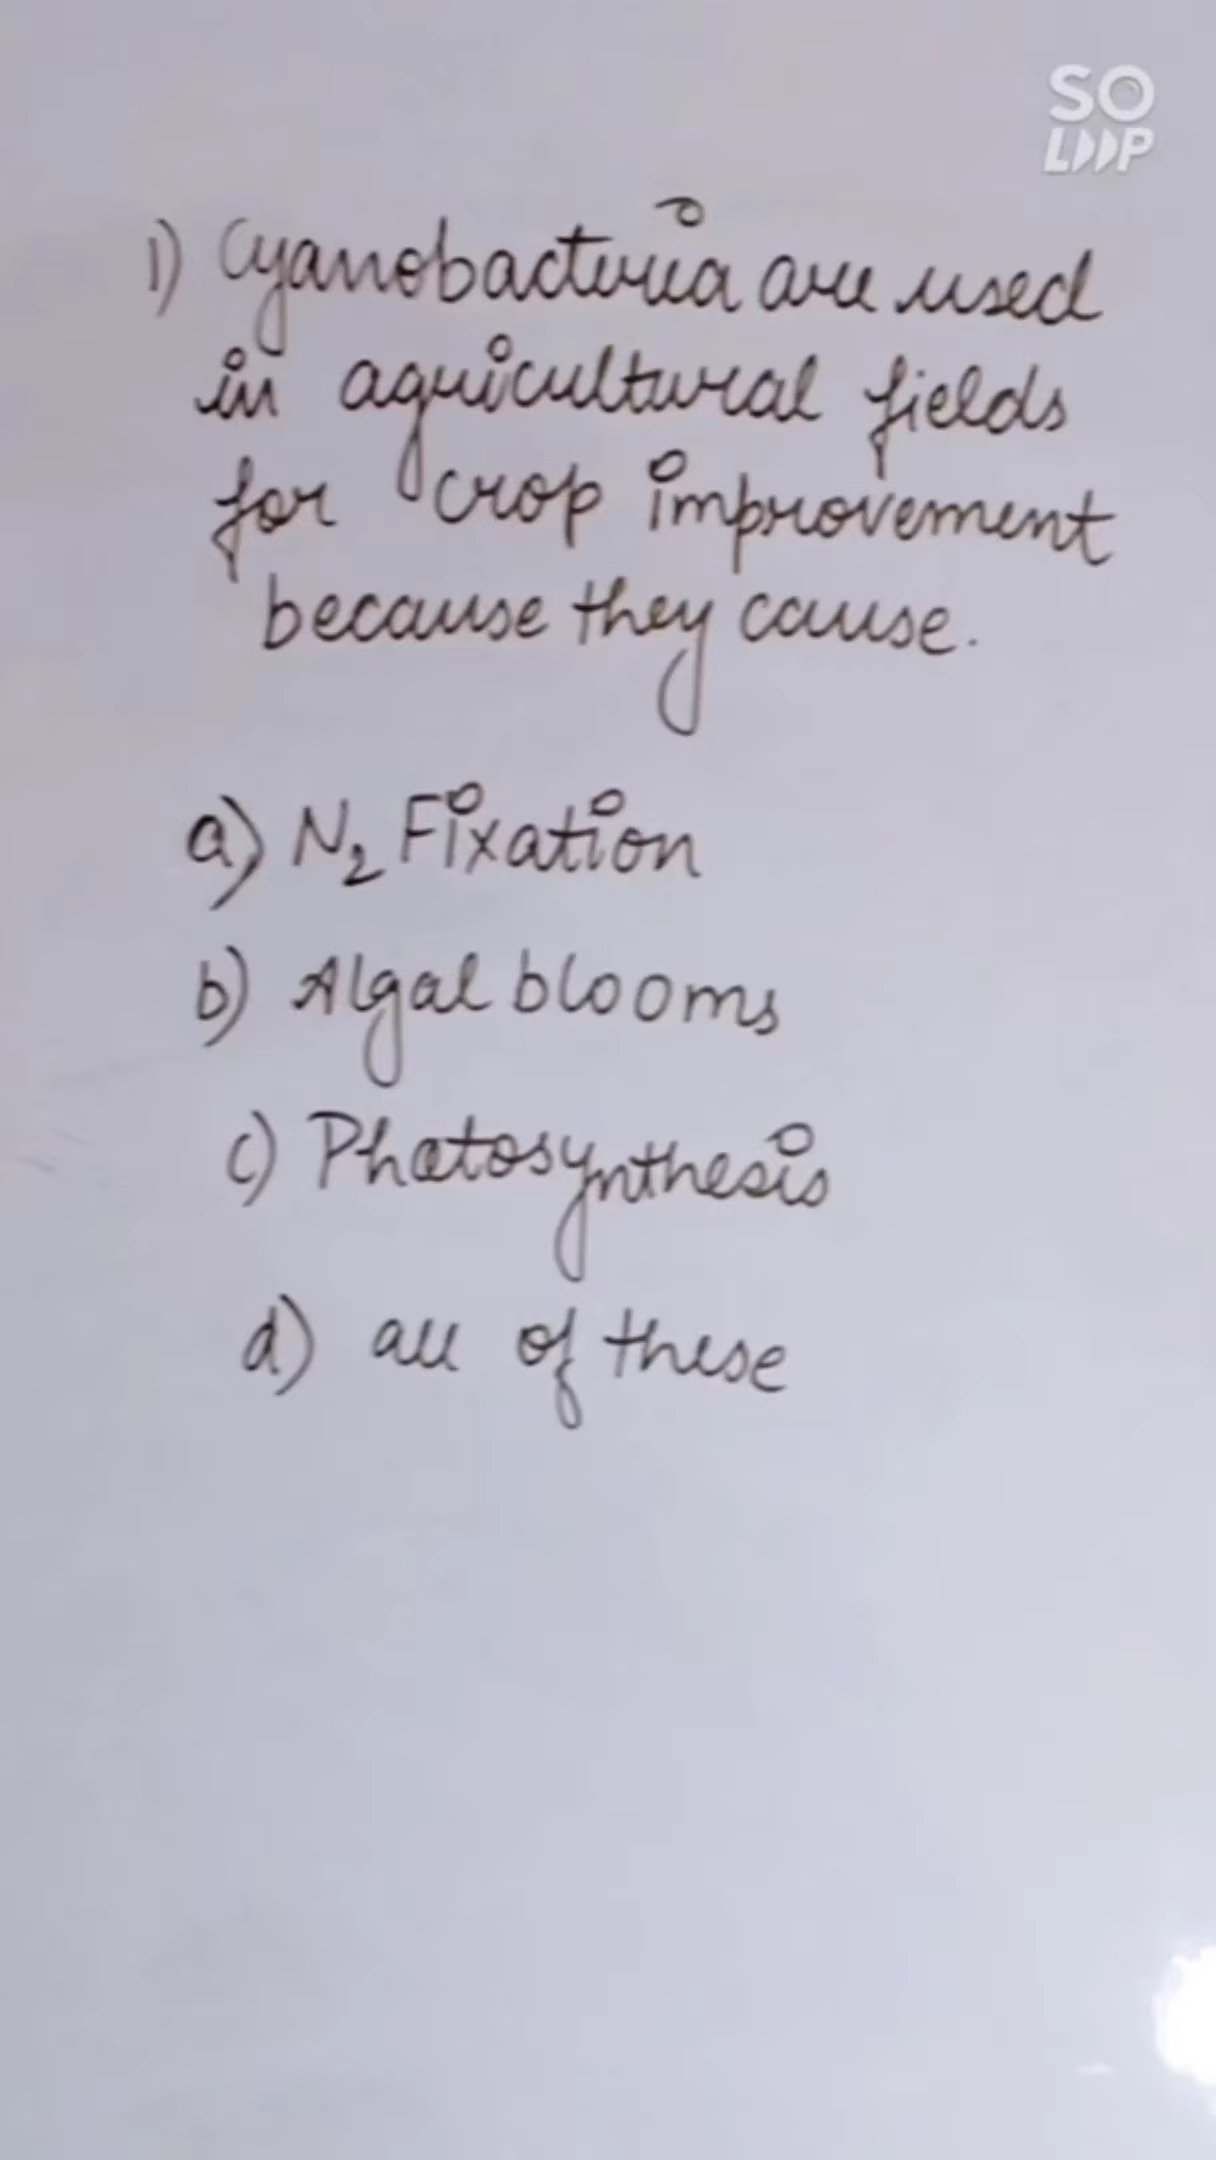 SO
LOOP
1) Cyanobacteria are used
in agricultural fields
for crop improvement
because they cause.
a) N₂ Fixation
b) Algal blooms
c) Photosynthesis
d) all of these